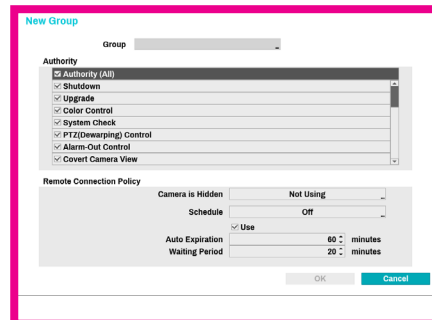 New Group
Group ...
Authority
Authority (All)
Shutdown
Upgrade
Color Control
System Check
PTZ(Dewarping) Control
Alarm-Out Control
Covert Camera View
Remote Connection Policy
Camera is Hidden Not Using ...
Schedule Off ...
Use
Auto Expiration 60 minutes
Waiting Period 20 minutes
OK Cancel